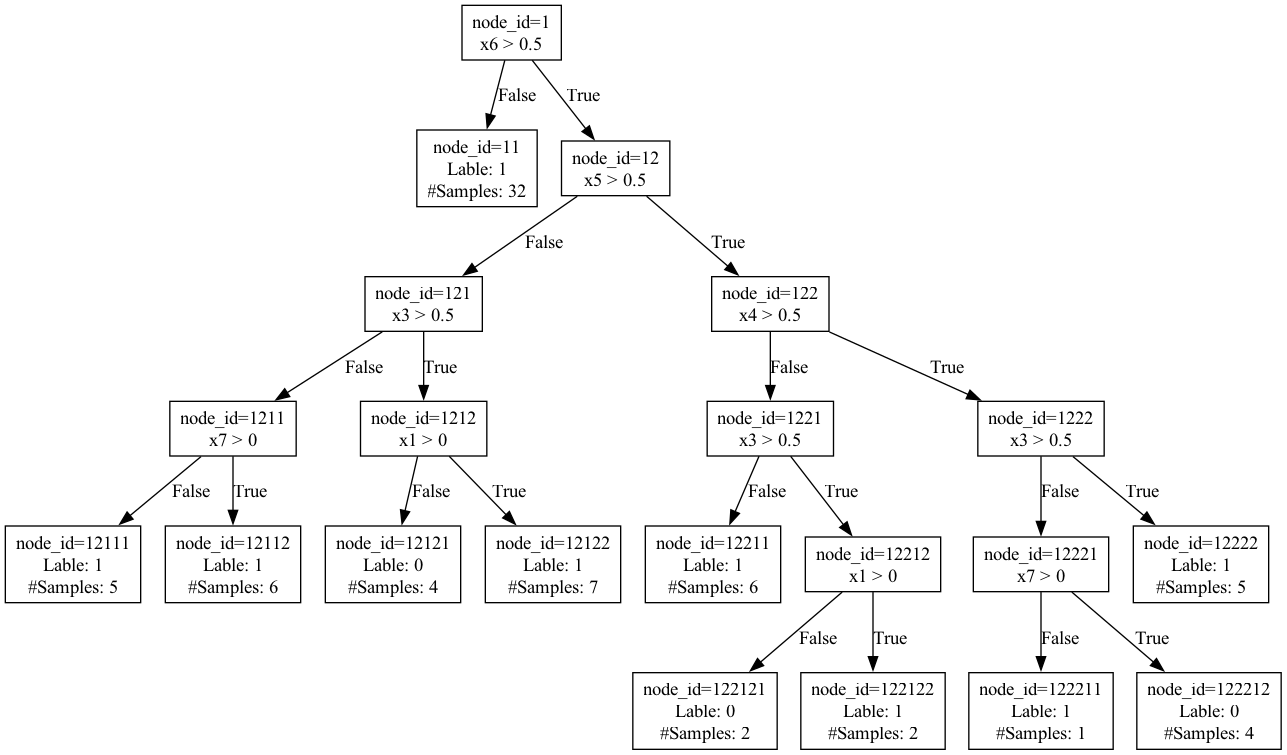 node_id=1
x6 > 0.5
False
True
node_id=11
Lable: 1
#Samples: 32
node_id=12
x5 > 0.5
False
True
node_id=121
x3 > 0.5
node_id=122
x4 > 0.5
False
True
False
True
node_id=1211
x7 > 0
node_id=1212
x1 > 0
node_id=1221
x3 > 0.5
node_id=1222
x3 > 0.5
False
True
False
True
False
True
False
True
node_id=12111
Lable: 1
#Samples: 5
node_id=12112
Lable: 1
#Samples: 6
node_id=12121
Lable: 0
#Samples: 4
node_id=12122
Lable: 1
#Samples: 7
node_id=12211
Lable: 1
#Samples: 6
node_id=12212
x1 > 0
node_id=12221
x7 > 0
node_id=12222
Lable: 1
#Samples: 5
False
True
False
True
node_id=122121
Lable: 0
#Samples: 2
node_id=122122
Lable: 1
#Samples: 2
node_id=122211
Lable: 1
#Samples: 1
node_id=122212
Lable: 0
#Samples: 4